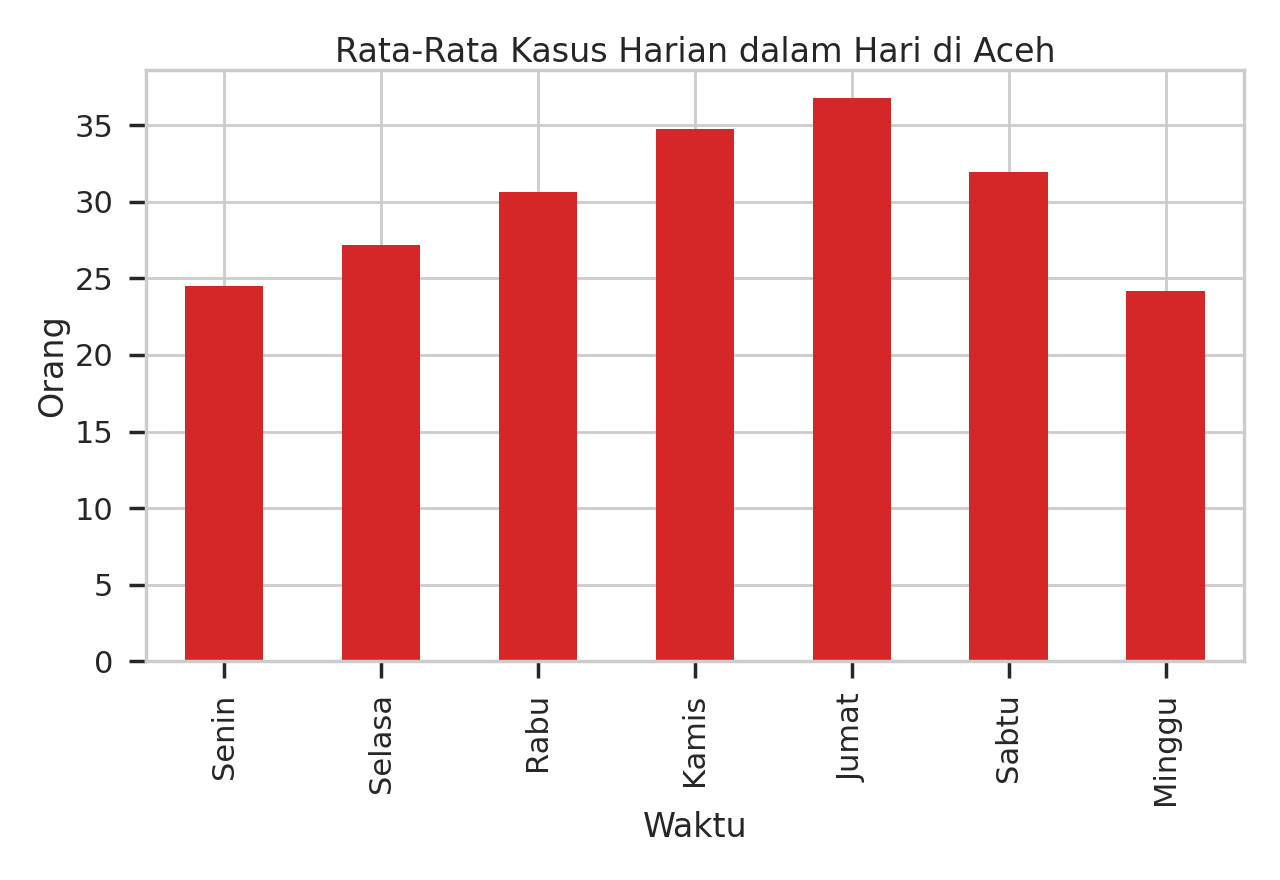 Rata-Rata Kasus Harian dalam Hari di Aceh
35
30
25
20
15
10
5
0
Orang
Senin
Selasa
Rabu
Kamis
Jumat
Sabtu
Minggu
Waktu